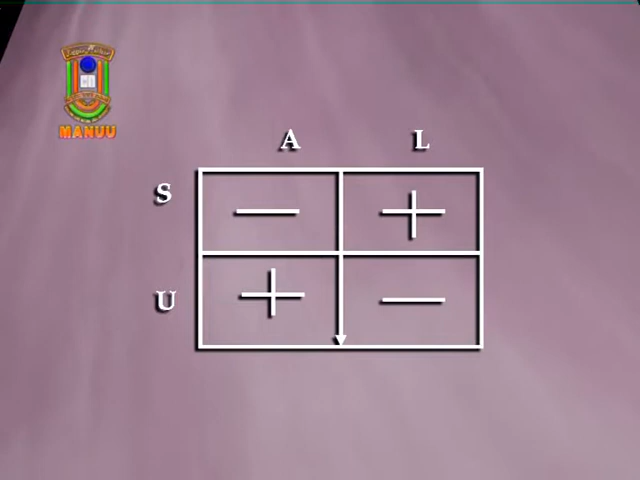 MANUU
A L
S − +
U + −